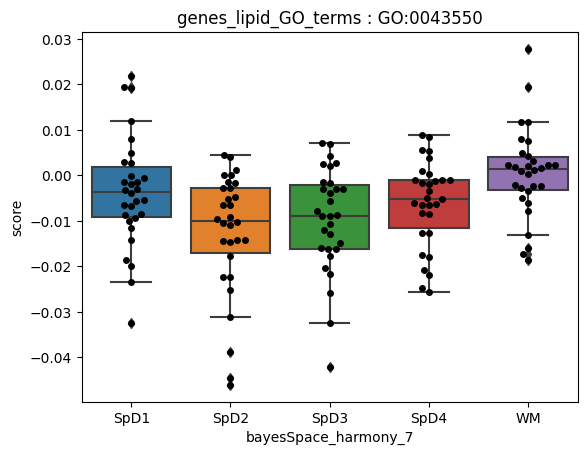 genes_lipid_GO_terms : GO:0043550
0.03
0.02
0.01
0.00
−0.01
−0.02
−0.03
−0.04
score
SpD1 SpD2 SpD3 SpD4 WM
bayesSpace_harmony_7